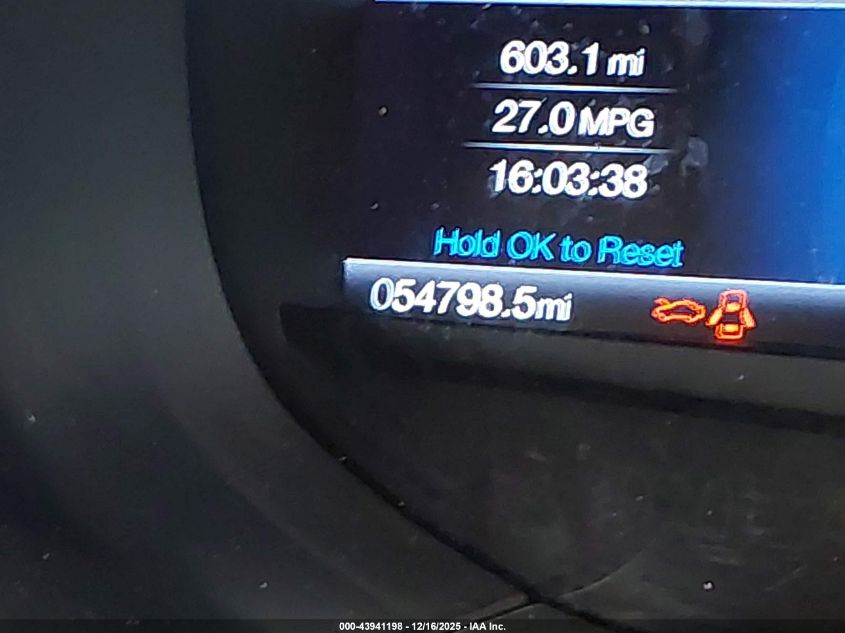 603.1 mi
27.0 MPG
16:03:38
Hold OK to Reset
054798.5mi
000-43941198 - 12/16/2025 - IAA Inc.